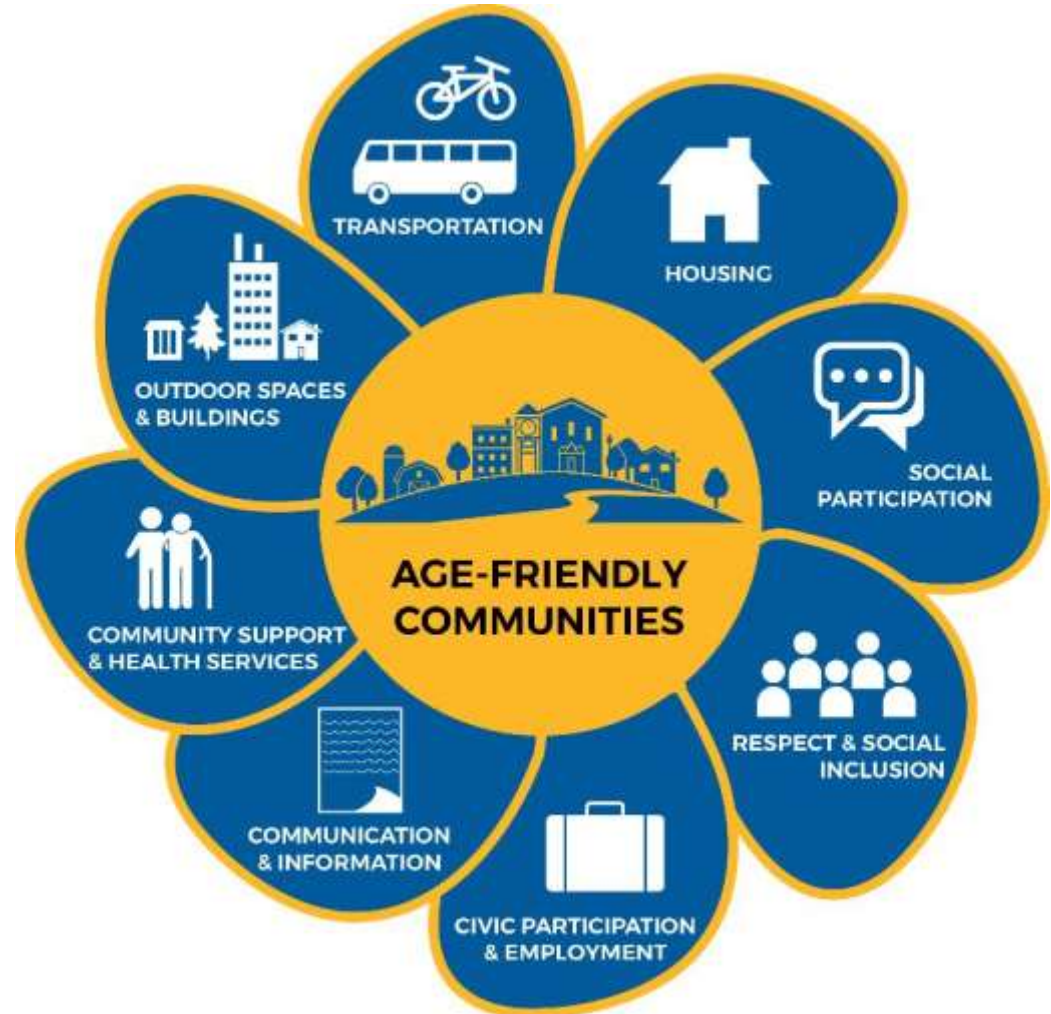 TRANSPORTATION
HOUSING
SOCIAL
PARTICIPATION
RESPECT & SOCIAL
INCLUSION
CIVIC PARTICIPATION
& EMPLOYMENT
COMMUNICATION
& INFORMATION
COMMUNITY SUPPORT
& HEALTH SERVICES
OUTDOOR SPACES
& BUILDINGS
AGE-FRIENDLY
COMMUNITIES